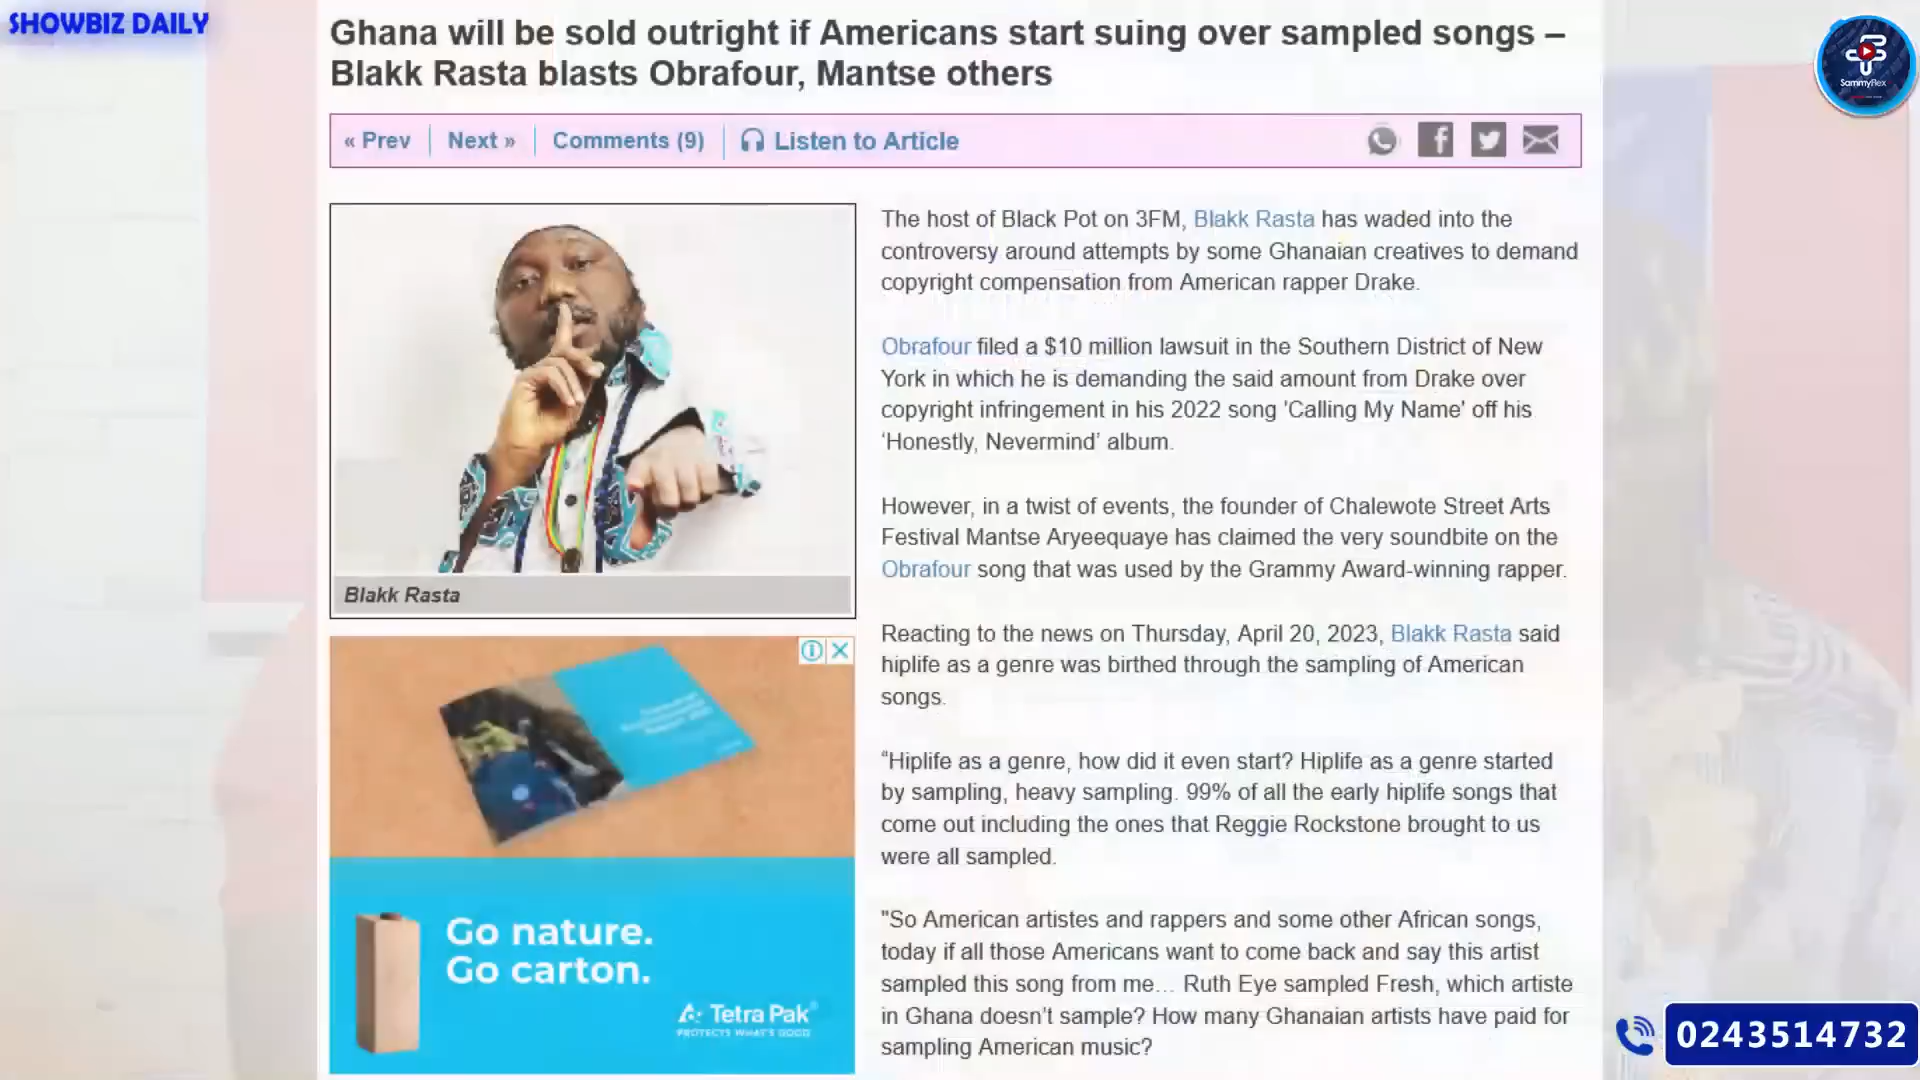 SHOWBIZ DAILY
Ghana will be sold outright if Americans start suing over sampled songs –
Blakk Rasta blasts Obrafour, Mantse others
SammyFlex
« Prev
Next »
Comments (9)
Listen to Article
The host of Black Pot on 3FM, Blakk Rasta has waded into the
controversy around attempts by some Ghanaian creatives to demand
copyright compensation from American rapper Drake.
Obrafour filed a $10 million lawsuit in the Southern District of New
York in which he is demanding the said amount from Drake over
copyright infringement in his 2022 song 'Calling My Name' off his
‘Honestly, Nevermind’ album.
However, in a twist of events, the founder of Chalewote Street Arts
Festival Mantse Aryeequaye has claimed the very soundbite on the
Obrafour song that was used by the Grammy Award-winning rapper.
Blakk Rasta
Reacting to the news on Thursday, April 20, 2023, Blakk Rasta said
hiplife as a genre was birthed through the sampling of American
songs.
“Hiplife as a genre, how did it even start? Hiplife as a genre started
by sampling, heavy sampling. 99% of all the early hiplife songs that
come out including the ones that Reggie Rockstone brought to us
were all sampled.
"So American artistes and rappers and some other African songs,
today if all those Americans want to come back and say this artist
sampled this song from me... Ruth Eye sampled Fresh, which artiste
in Ghana doesn't sample? How many Ghanaian artists have paid for
sampling American music?
Go nature.
Go carton.
Tetra Pak®
PROTECTS WHAT'S GOOD
0243514732